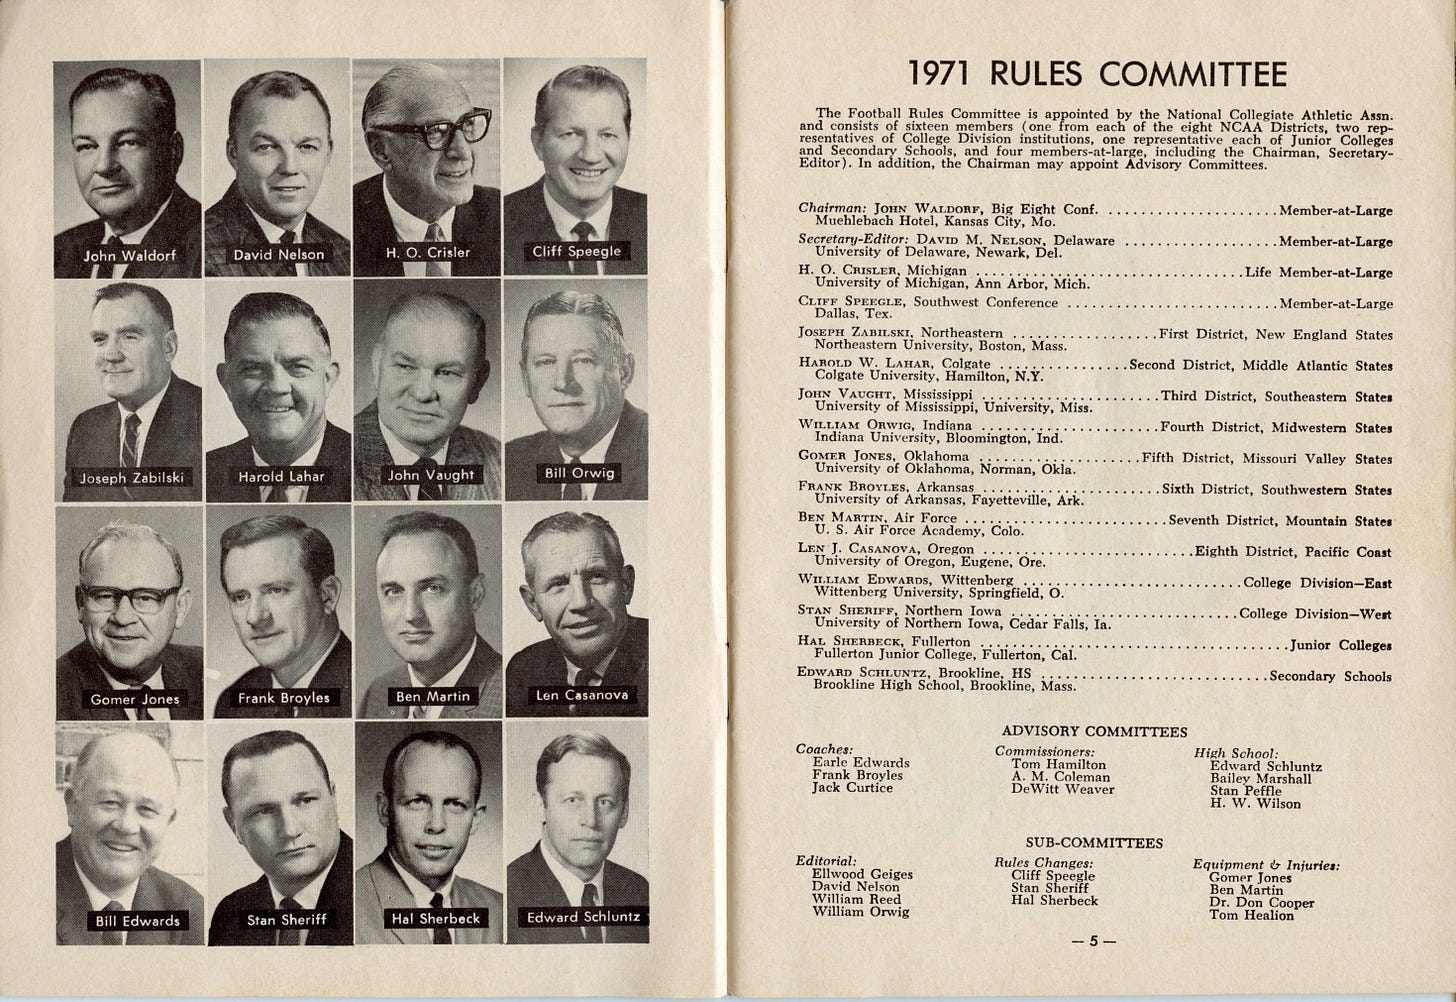 John Waldorf
David Nelson
H. O. Crisler
Cliff Speegle
Joseph Zabilski
Harold Lahar
John Vaught
Bill Orwig
Gomer Jones
Frank Broyles
Ben Martin
Len Casanova
Bill Edwards
Stan Sheriff
Hal Sherbeck
Edward Schluntz
1971 RULES COMMITTEE
The Football Rules Committee is appointed by the National Collegiate Athletic Assn.
and consists of sixteen members (one from each of the eight NCAA Districts, two rep-
resentatives of College Division institutions, one representative each of Junior Colleges
and Secondary Schools, and four members-at-large, including the Chairman, Secretary-
Editor). In addition, the Chairman may appoint Advisory Committees.
Chairman: JOHN WALDORF, Big Eight Conf. ........................Member-at-Large
Muehlebach Hotel, Kansas City, Mo.
Secretary-Editor: DAVID M. NELSON, Delaware .....................Member-at-Large
University of Delaware, Newark, Del.
H. O. CRISLER, Michigan ....................................Life Member-at-Large
University of Michigan, Ann Arbor, Mich.
CLIFF SPEEGLE, Southwest Conference .............................Member-at-Large
Dallas, Tex.
JOSEPH ZABILSKI, Northeastern ....................First District, New England States
Northeastern University, Boston, Mass.
HAROLD W. LAHAR, Colgate .................Second District, Middle Atlantic States
Colgate University, Hamilton, N.Y.
JOHN VAUGHT, Mississippi .......................Third District, Southeastern States
University of Mississippi, University, Miss.
WILLIAM ORWIG, Indiana .......................Fourth District, Midwestern States
Indiana University, Bloomington, Ind.
GOMER JONES, Oklahoma .....................Fifth District, Missouri Valley States
University of Oklahoma, Norman, Okla.
FRANK BROYLES, Arkansas .......................Sixth District, Southwestern States
University of Arkansas, Fayetteville, Ark.
BEN MARTIN, Air Force ..........................Seventh District, Mountain States
U. S. Air Force Academy, Colo.
LEN J. CASANOVA, Oregon ............................Eighth District, Pacific Coast
University of Oregon, Eugene, Ore.
WILLIAM EDWARDS, Wittenberg .............................College Division—East
Wittenberg University, Springfield, O.
STAN SHERIFF, Northern Iowa ..............................College Division—West
University of Northern Iowa, Cedar Falls, Ia.
HAL SHERBECK, Fullerton .......................................Junior Colleges
Fullerton Junior College, Fullerton, Cal.
EDWARD SCHLUNTZ, Brookline, HS .............................Secondary Schools
Brookline High School, Brookline, Mass.
ADVISORY COMMITTEES
Coaches:
Earle Edwards
Frank Broyles
Jack Curtice
Commissioners:
Tom Hamilton
A. M. Coleman
DeWitt Weaver
High School:
Edward Schluntz
Bailey Marshall
Stan Peffle
H. W. Wilson
SUB-COMMITTEES
Editorial:
Ellwood Geiges
David Nelson
William Reed
William Orwig
Rules Changes:
Cliff Speegle
Stan Sheriff
Hal Sherbeck
Equipment & Injuries:
Gomer Jones
Ben Martin
Dr. Don Cooper
Tom Healion
— 5 —